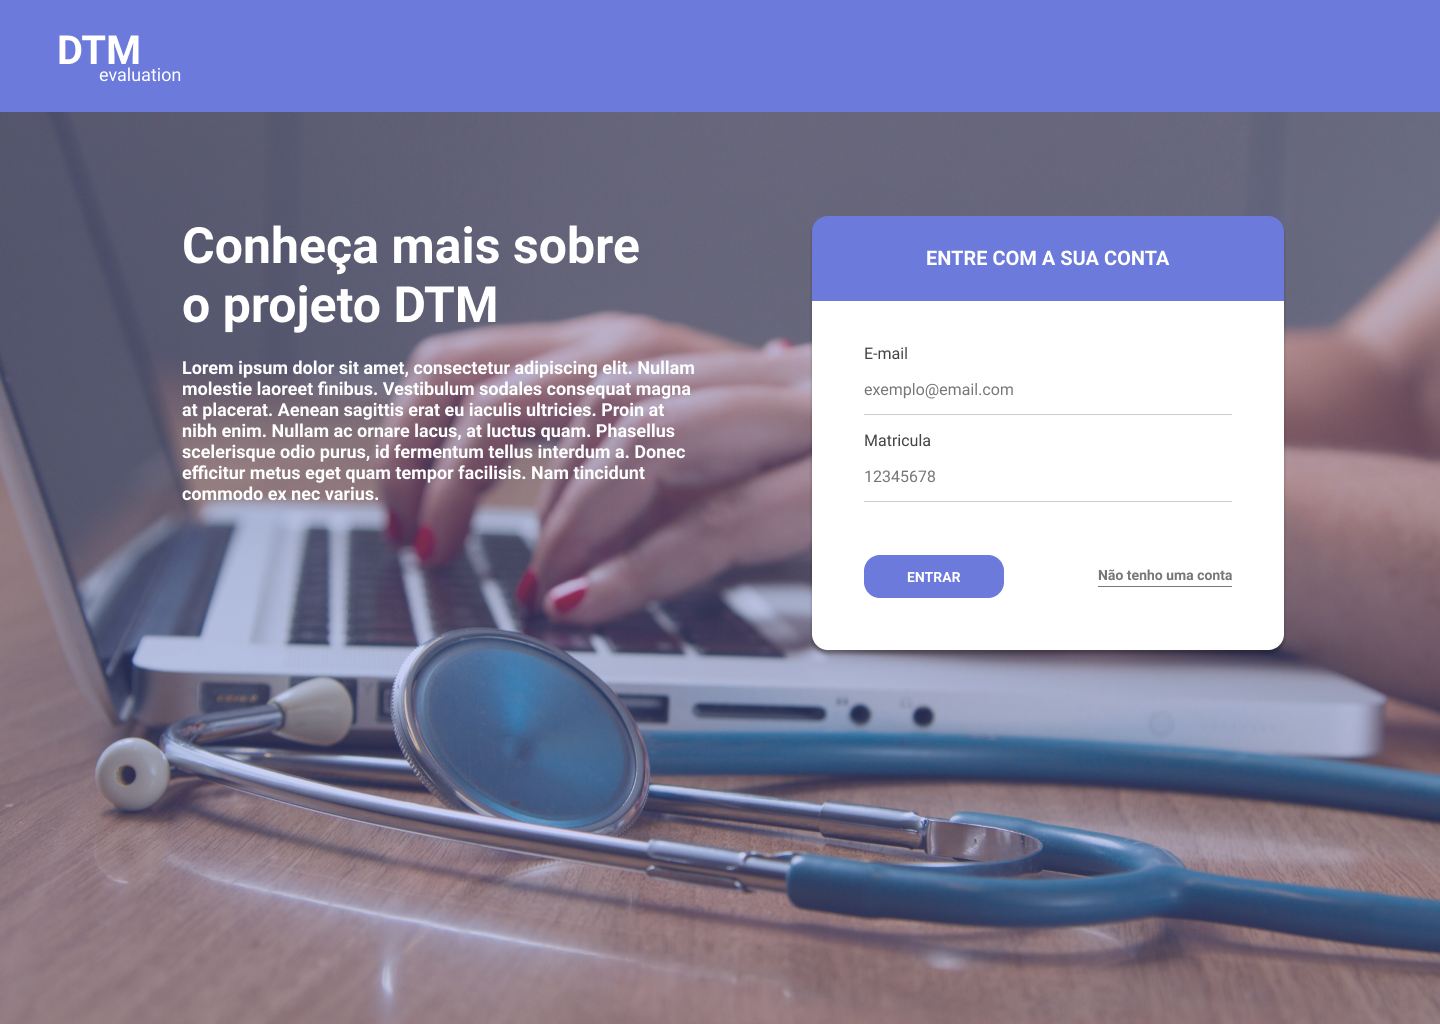 DTM
evaluation
Conheça mais sobre
o projeto DTM
Lorem ipsum dolor sit amet, consectetur adipiscing elit. Nullam
molestie laoreet finibus. Vestibulum sodales consequat magna
at placerat. Aenean sagittis erat eu iaculis ultricies. Proin at
nibh enim. Nullam ac ornare lacus, at luctus quam. Phasellus
scelerisque odio purus, id fermentum tellus interdum a. Donec
efficitur metus eget quam tempor facilisis. Nam tincidunt
commodo ex nec varius.
ENTRE COM A SUA CONTA
E-mail
exemplo@email.com
Matricula
12345678
ENTRAR
Não tenho uma conta